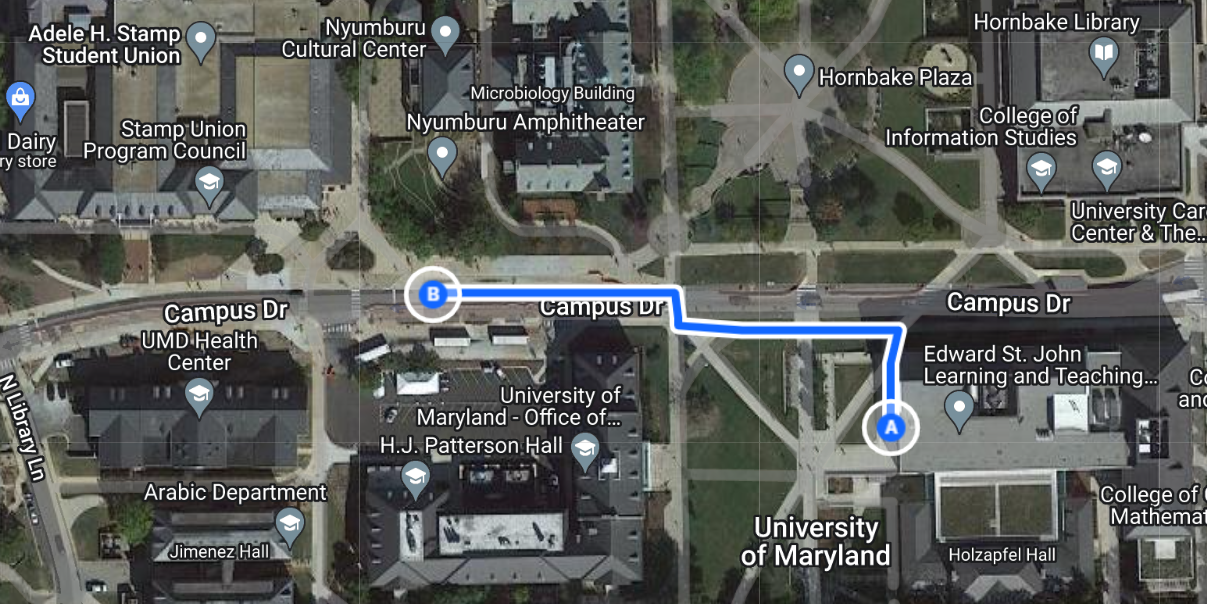 Adele H. Stamp
Student Union
Nyumburu
Cultural Center
Hornbake Library
Hornbake Plaza
Microbiology Building
Dairy
ry store
Stamp Union
Program Council
Nyumburu Amphitheater
College of
Information Studies
University Car
Center & The...
B
Campus Dr
Campus Dr
Campus Dr
UMD Health
Center
Edward St. John
Learning and Teaching...
N Library Ln
University of
Maryland - Office of...
A
Co
and
H.J. Patterson Hall
Arabic Department
Jimenez Hall
University
of Maryland
Holzapfel Hall
College of C
Mathemat